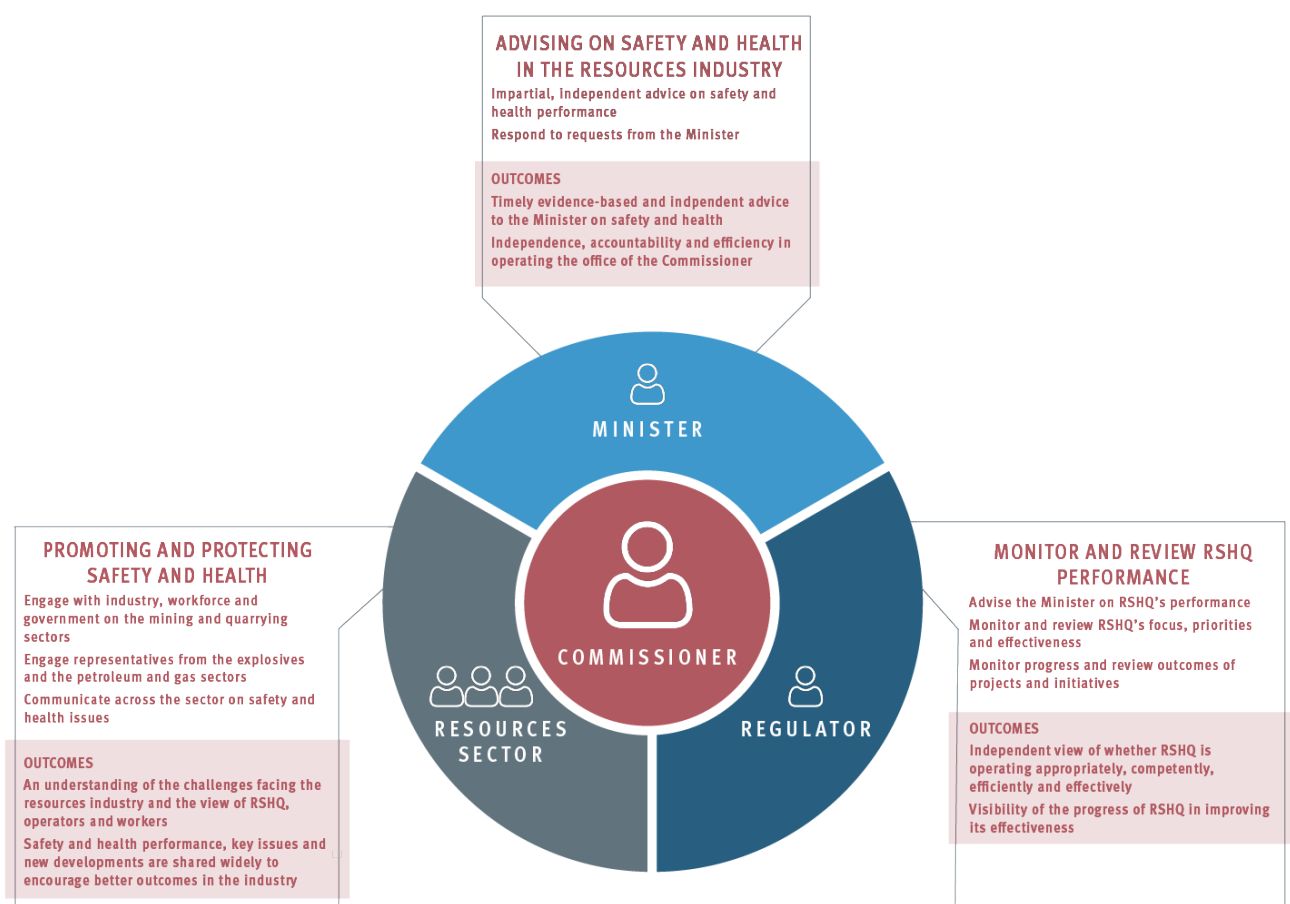 ADVISING ON SAFETY AND HEALTH
IN THE RESOURCES INDUSTRY
Impartial, independent advice on safety and
health performance
Respond to requests from the Minister
OUTCOMES
Timely evidence-based and indpendent advice
to the Minister on safety and health
Independence, accountability and efficiency in
operating the office of the Commissioner
MINISTER
COMMISSIONER
RESOURCES
SECTOR
REGULATOR
PROMOTING AND PROTECTING
SAFETY AND HEALTH
Engage with industry, workforce and
government on the mining and quarrying
sectors
Engage representatives from the explosives
and the petroleum and gas sectors
Communicate across the sector on safety and
health issues
OUTCOMES
An understanding of the challenges facing the
resources industry and the view of RSHQ,
operators and workers
Safety and health performance, key issues and
new developments are shared widely to
encourage better outcomes in the industry
MONITOR AND REVIEW RSHQ
PERFORMANCE
Advise the Minister on RSHQ's performance
Monitor and review RSHQ's focus, priorities
and effectiveness
Monitor progress and review outcomes of
projects and initiatives
OUTCOMES
Independent view of whether RSHQ is
operating appropriately, competently,
efficiently and effectively
Visibility of the progress of RSHQ in improving
its effectiveness